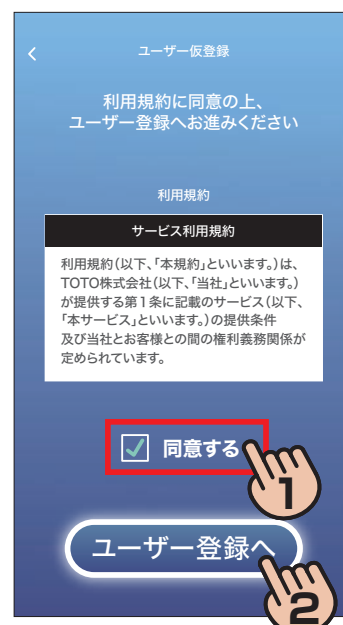 ユーザー仮登録
利用規約に同意の上、
ユーザー登録へお進みください
利用規約
サービス利用規約
利用規約(以下、「本規約」といいます。)は、
TOTO株式会社(以下、「当社」といいます。)
が提供する第1条に記載のサービス(以下、
「本サービス」といいます。)の提供条件
及び当社とお客様との間の権利義務関係が
定められています。
同意する
1
ユーザー登録へ
2